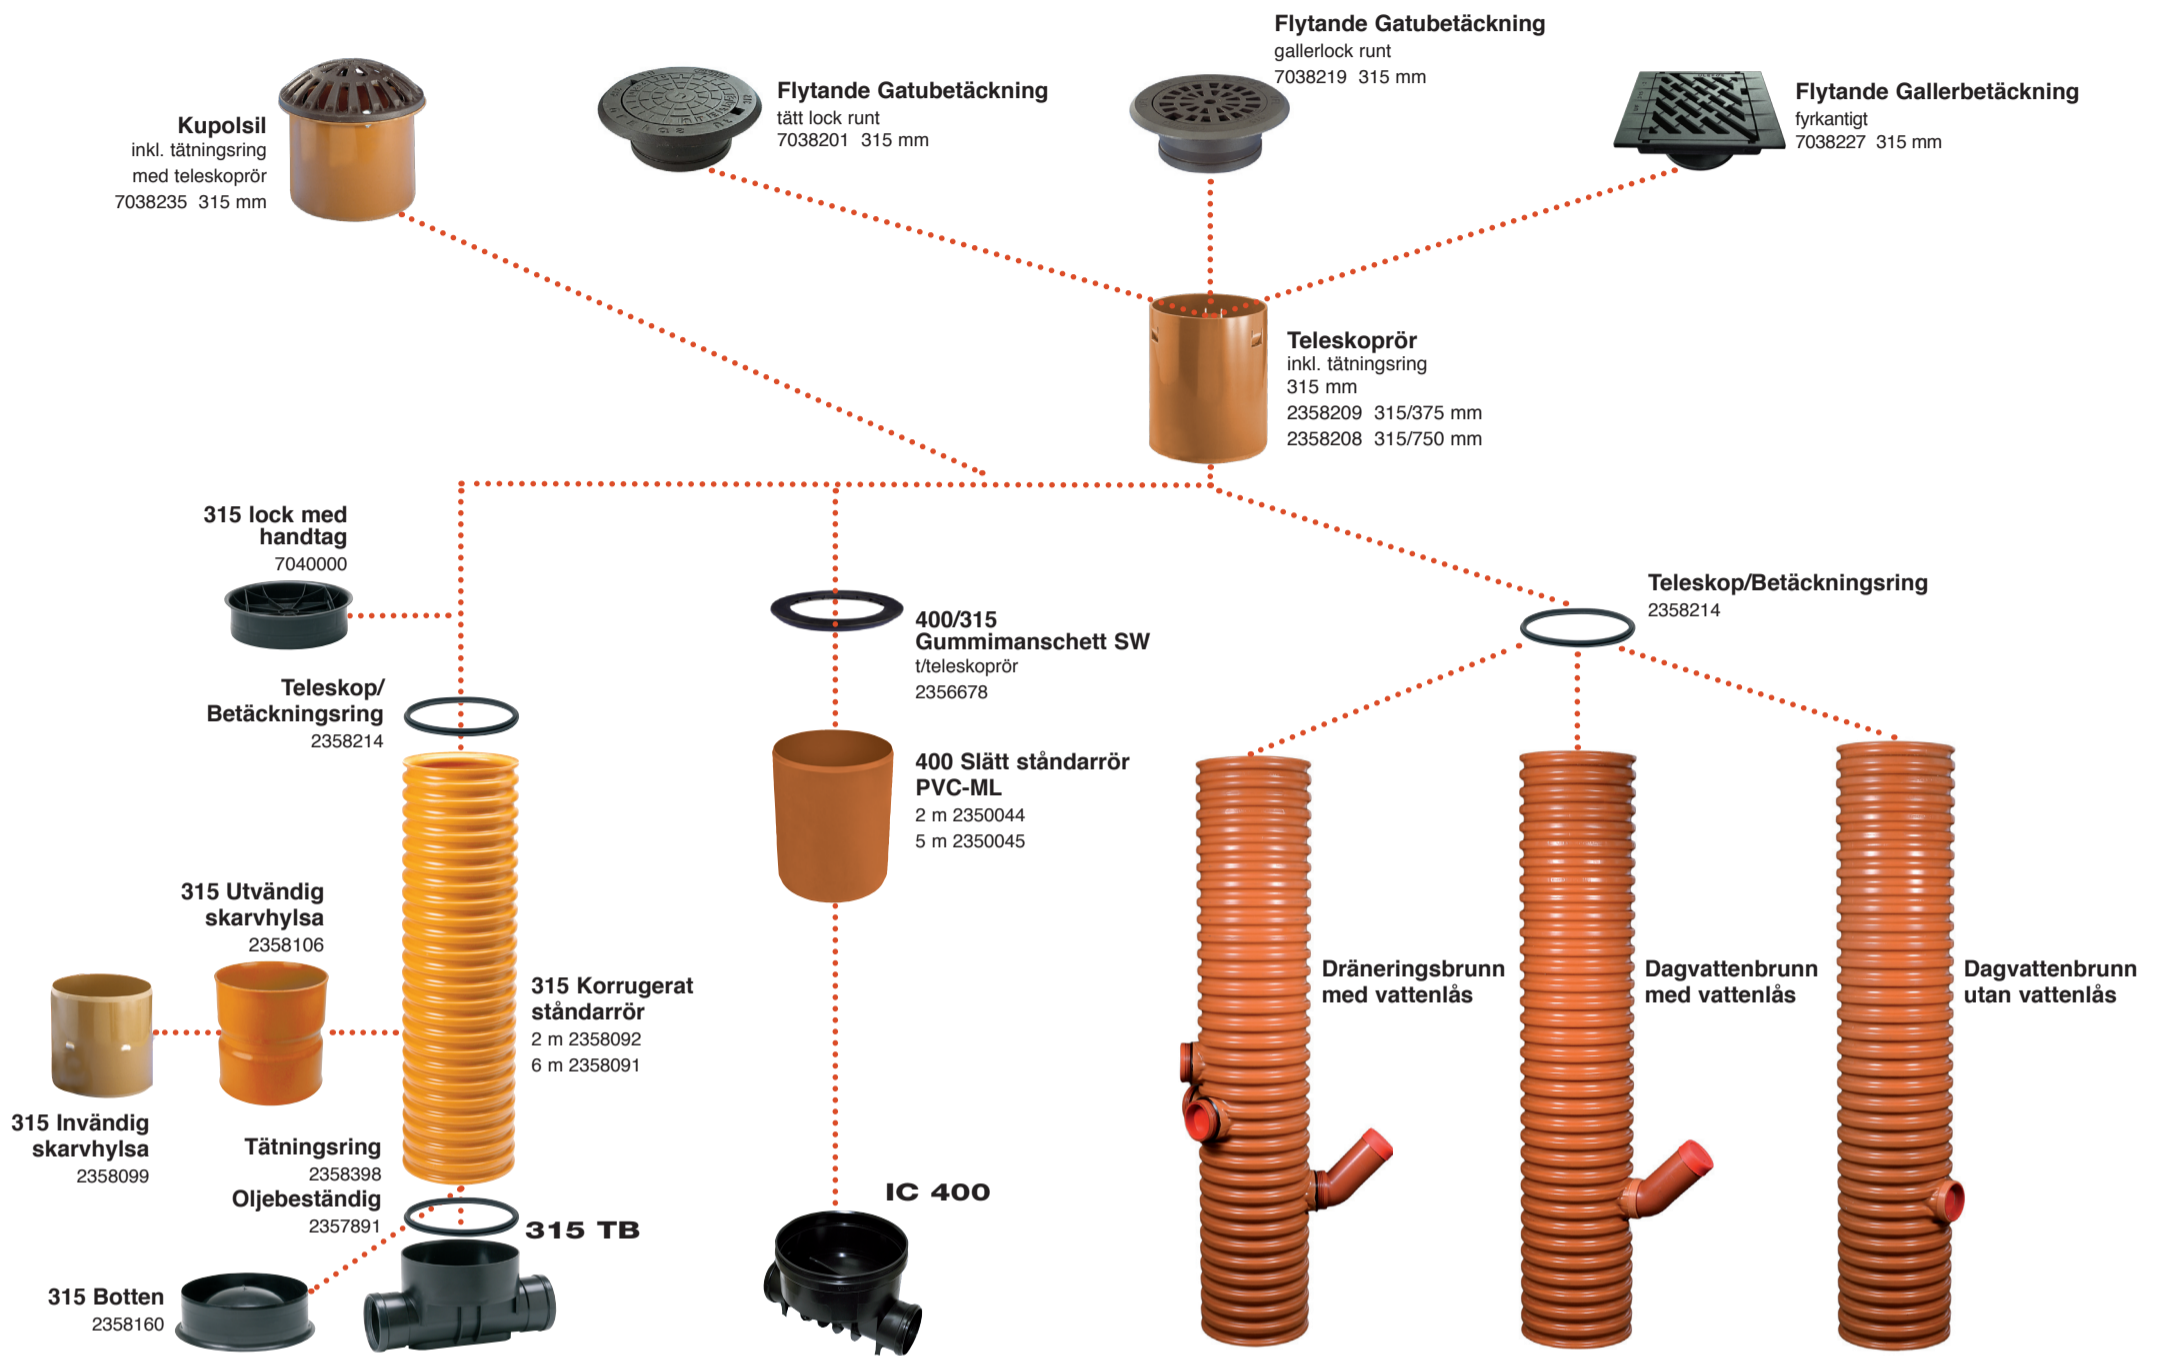 Flytande Gatubetäckning
gallerlock runt
7038219 315 mm
Kupolsil
inkl. tätningsring
med teleskoprör
7038235 315 mm
Flytande Gatubetäckning
tätt lock runt
7038201 315 mm
Flytande Gallerbetäckning
fyrkantigt
7038227 315 mm
Teleskoprör
inkl. tätningsring
315 mm
2358209 315/375 mm
2358208 315/750 mm
315 lock med
handtag
7040000
400/315
Gummimanschett SW
t/teleskoprör
2356678
Teleskop/Betäckningsring
2358214
Teleskop/
Betäckningsring
2358214
400 Slätt ståndarrör
PVC-ML
2 m 2350044
5 m 2350045
315 Utvändig
skarvhylsa
2358106
315 Korrugerat
ståndarrör
2 m 2358092
6 m 2358091
Dräneringsbrunn
med vattenlås
Dagvattenbrunn
med vattenlås
Dagvattenbrunn
utan vattenlås
315 Invändig
skarvhylsa
2358099
Tätningsring
2358398
Oljebeständig
2357891
315 TB
IC 400
315 Botten
2358160